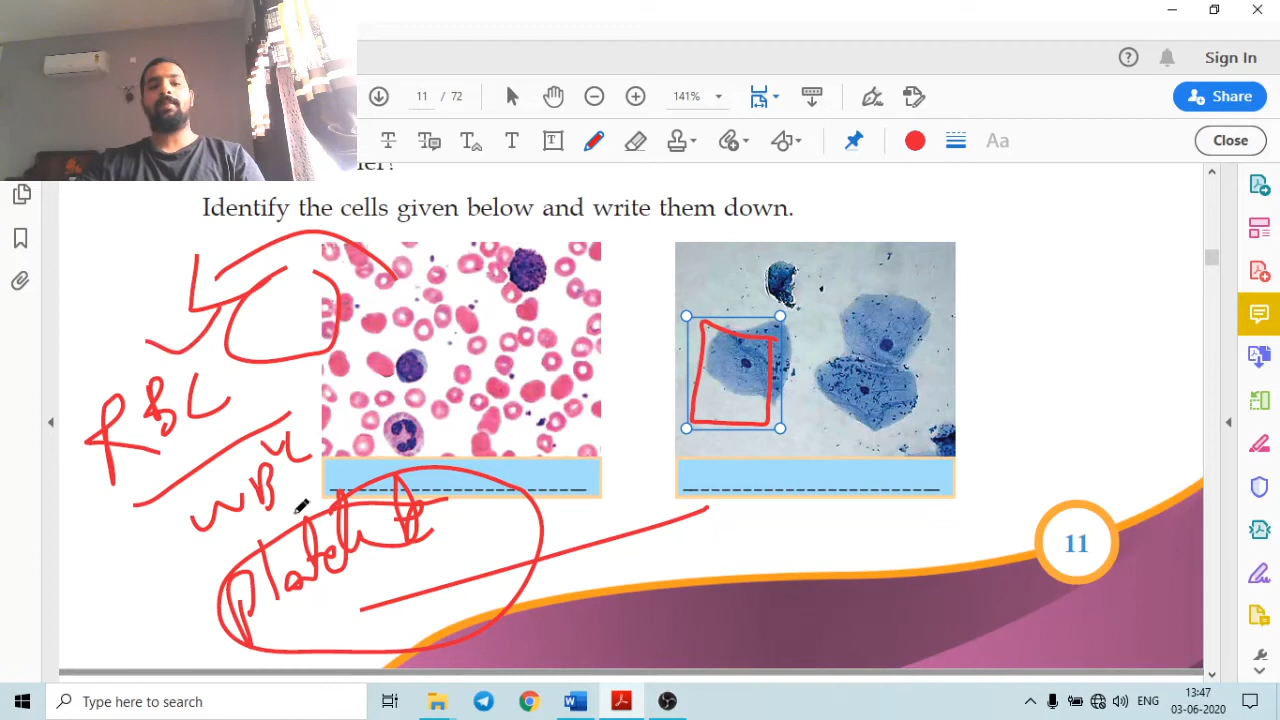 Sign In
11 / 72
141%
Share
T T T T T Aa
Close
Identify the cells given below and write them down.
RBC
WBC
platelet
11
Type here to search
ENG
13:47
03-06-2020